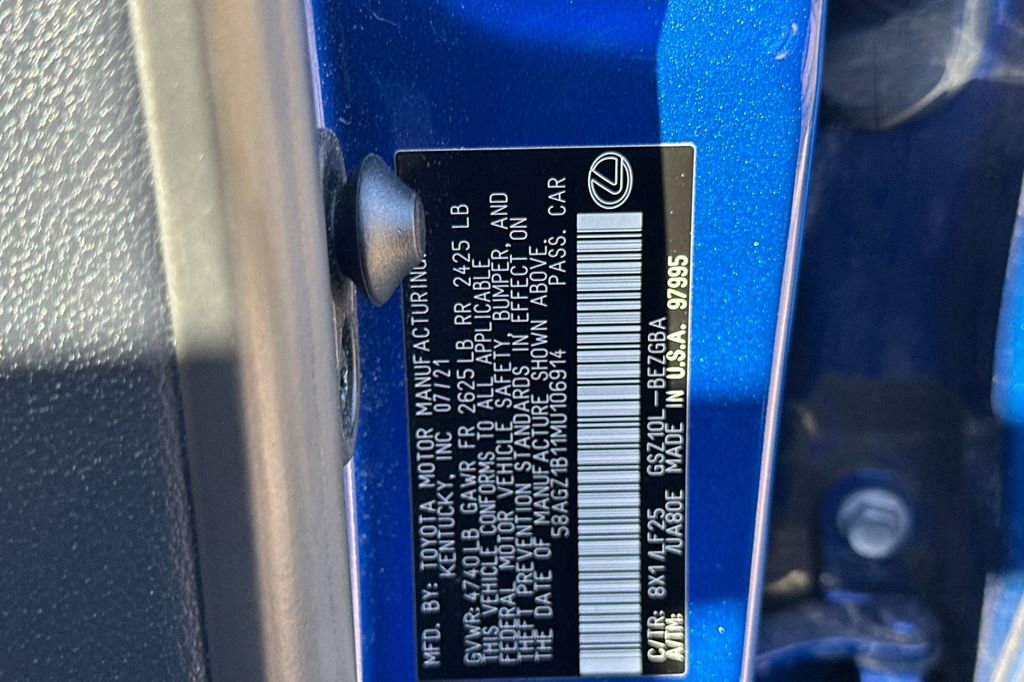 MFD. BY: TOYOTA MOTOR MANUFACTURING,
KENTUCKY, INC 07/21
GVWR: 4740LB GAWR FR 2625LB RR 2425 LB
THIS VEHICLE CONFORMS TO ALL APPLICABLE
FEDERAL MOTOR VEHICLE SAFETY, BUMPER, AND
THEFT PREVENTION STANDARDS IN EFFECT ON
THE DATE OF MANUFACTURE SHOWN ABOVE.
58AGZ1B11MU106914 PASS. CAR
C/TR: 8X1/LF25 GSZ10L-BEZGBA
A/TM: /UA80E MADE IN U.S.A. 97995